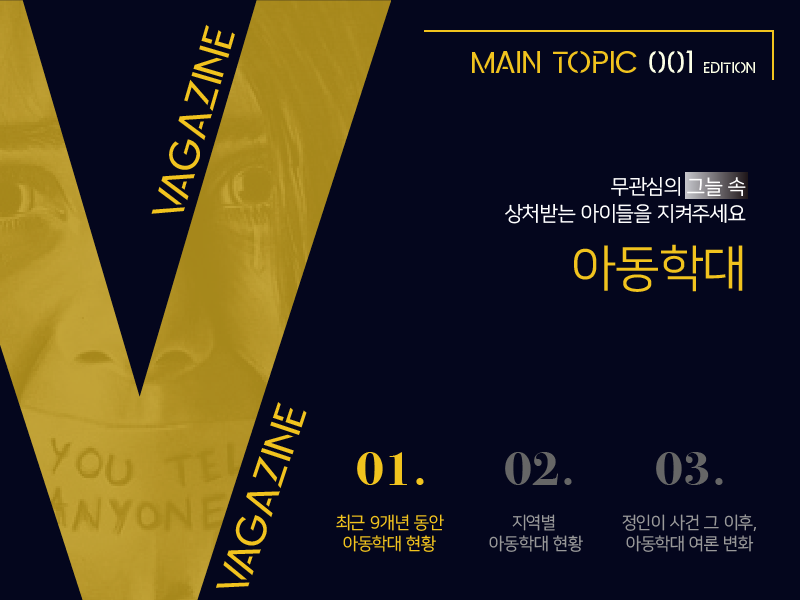 VAGAZINE
MAIN TOPIC 001 EDITION
무관심의 그늘 속
상처받는 아이들을 지켜주세요
아동학대
YOU TEL
ANYONE
VAGAZINE
01.
최근 9개년 동안
아동학대 현황
02.
지역별
아동학대 현황
03.
정인이 사건 그 이후,
아동학대 여론 변화